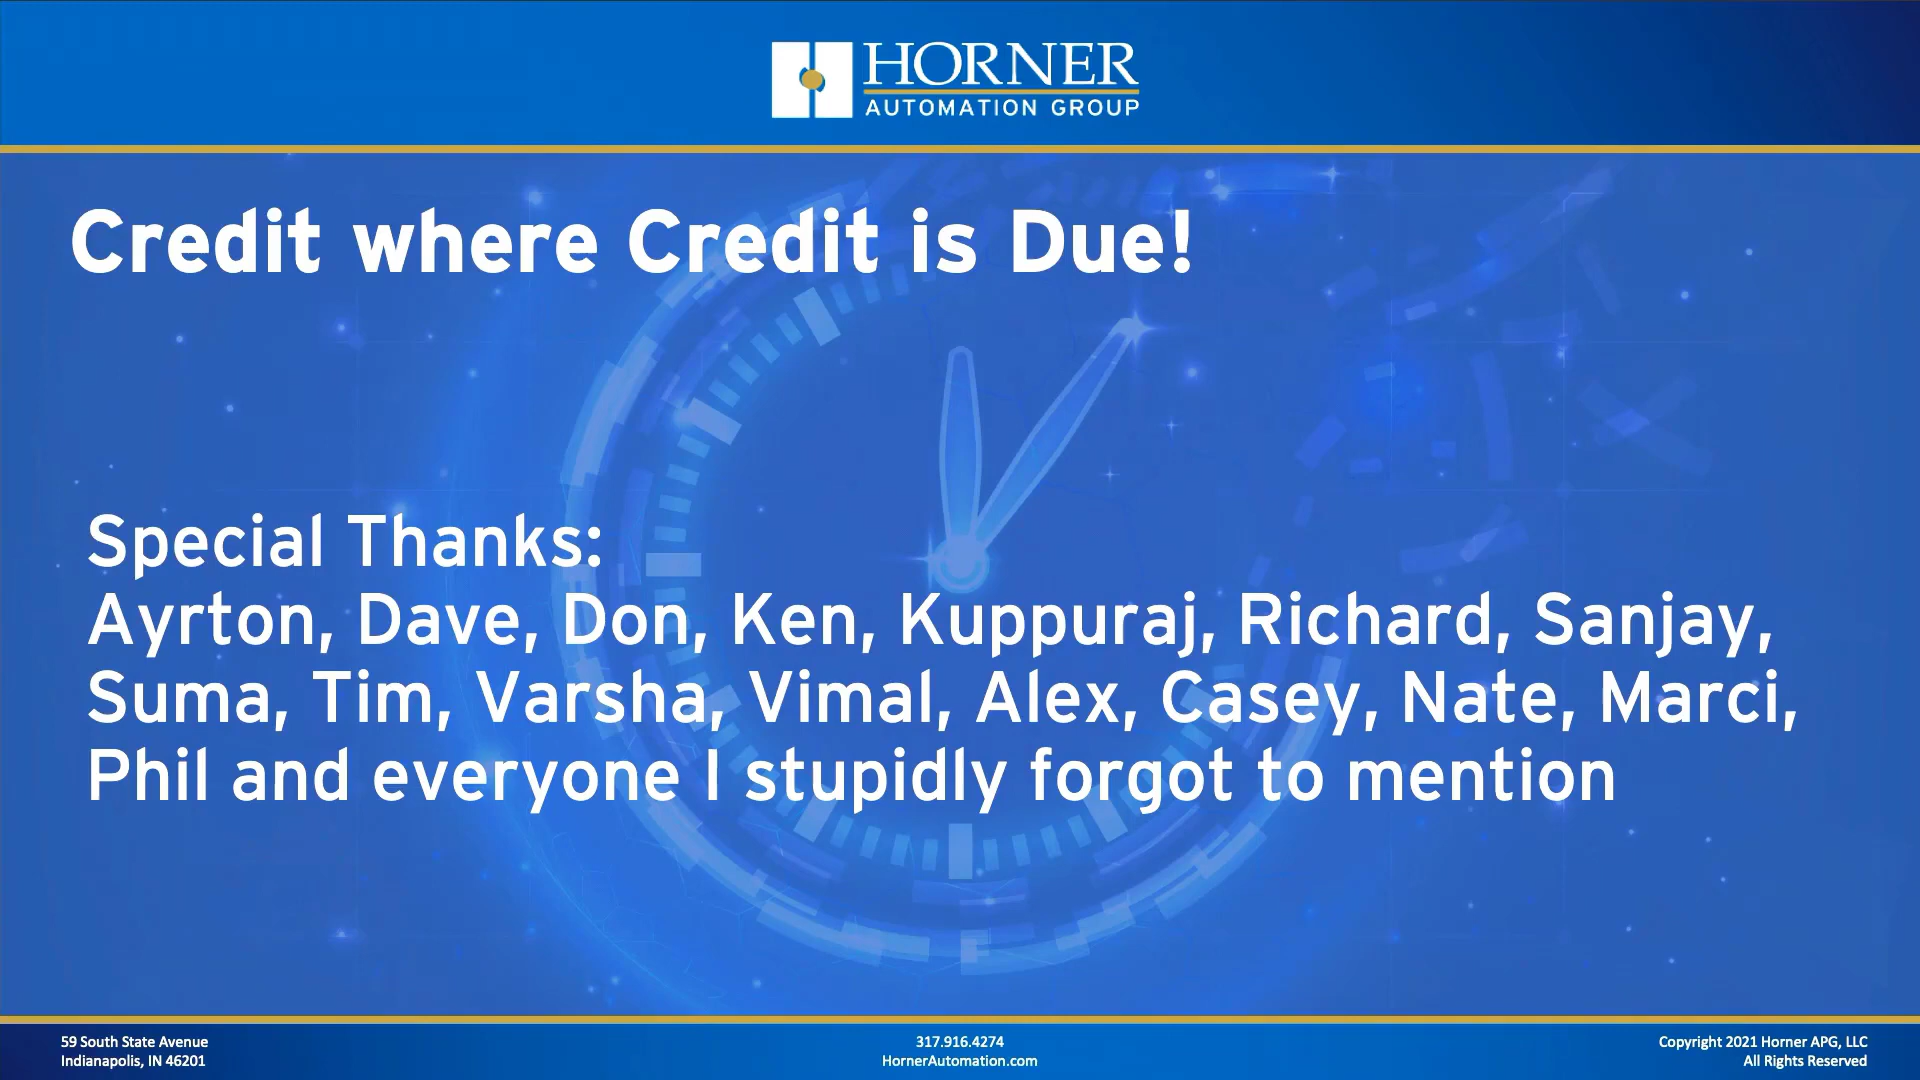 HORNER
AUTOMATION GROUP
Credit where Credit is Due!
Special Thanks:
Ayrton, Dave, Don, Ken, Kuppuraj, Richard, Sanjay,
Suma, Tim, Varsha, Vimal, Alex, Casey, Nate, Marci,
Phil and everyone I stupidly forgot to mention
59 South State Avenue
Indianapolis, IN 46201
317.916.4274
HornerAutomation.com
Copyright 2021 Horner APG, LLC
All Rights Reserved